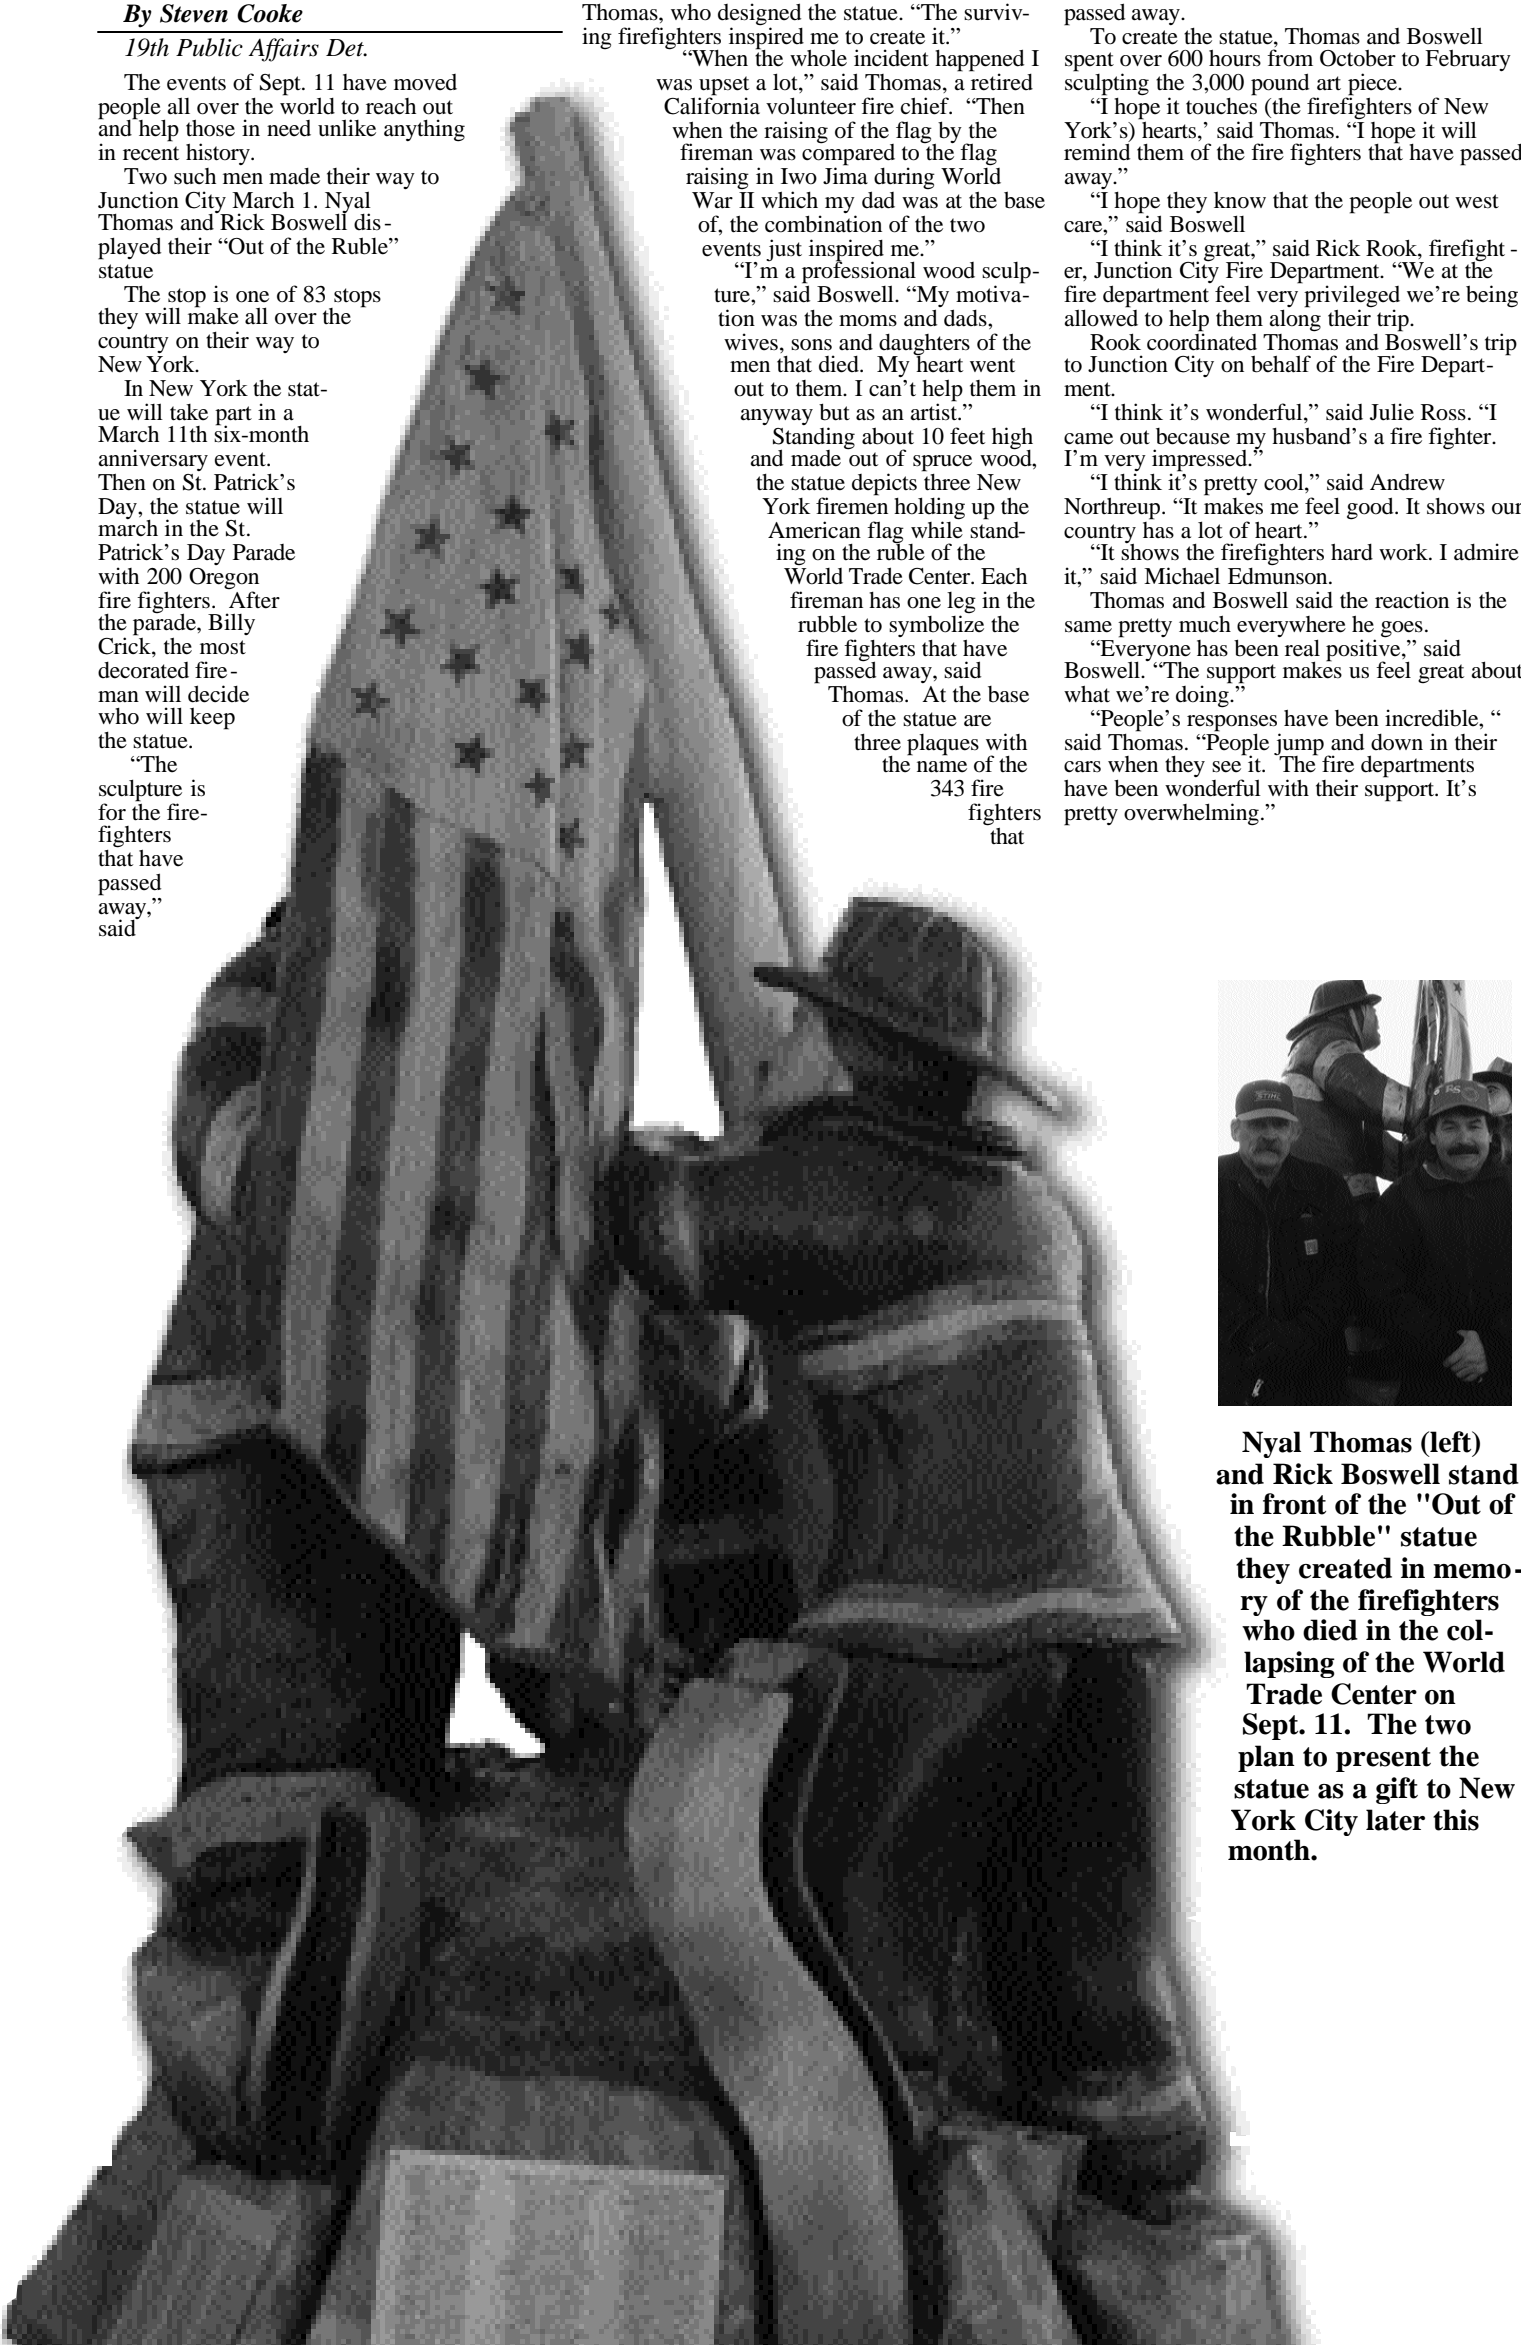 By Steven Cooke
19th Public Affairs Det.
The events of Sept. 11 have moved
people all over the world to reach out
and help those in need unlike anything
in recent history.
Two such men made their way to
Junction City March 1. Nyal
Thomas and Rick Boswell dis-
played their “Out of the Ruble”
statue
The stop is one of 83 stops
they will make all over the
country on their way to
New York.
In New York the stat-
ue will take part in a
March 11th six-month
anniversary event.
Then on St. Patrick’s
Day, the statue will
march in the St.
Patrick’s Day Parade
with 200 Oregon
fire fighters. After
the parade, Billy
Crick, the most
decorated fire-
man will decide
who will keep
the statue.
“The
sculpture is
for the fire-
fighters
that have
passed
away,”
said
Thomas, who designed the statue. “The surviv-
ing firefighters inspired me to create it.”
“When the whole incident happened I
was upset a lot,” said Thomas, a retired
California volunteer fire chief. “Then
when the raising of the flag by the
fireman was compared to the flag
raising in Iwo Jima during World
War II which my dad was at the base
of, the combination of the two
events just inspired me.”
“I’m a professional wood sculp-
ture,” said Boswell. “My motiva-
tion was the moms and dads,
wives, sons and daughters of the
men that died. My heart went
out to them. I can’t help them in
anyway but as an artist.”
Standing about 10 feet high
and made out of spruce wood,
the statue depicts three New
York firemen holding up the
American flag while stand-
ing on the ruble of the
World Trade Center. Each
fireman has one leg in the
rubble to symbolize the
fire fighters that have
passed away, said
Thomas. At the base
of the statue are
three plaques with
the name of the
343 fire
fighters
that
passed away.
To create the statue, Thomas and Boswell
spent over 600 hours from October to February
sculpting the 3,000 pound art piece.
“I hope it touches (the firefighters of New
York’s) hearts,’ said Thomas. “I hope it will
remind them of the fire fighters that have passed
away.”
“I hope they know that the people out west
care,” said Boswell
“I think it’s great,” said Rick Rook, firefight -
er, Junction City Fire Department. “We at the
fire department feel very privileged we’re being
allowed to help them along their trip.
Rook coordinated Thomas and Boswell’s trip
to Junction City on behalf of the Fire Depart-
ment.
“I think it’s wonderful,” said Julie Ross. “I
came out because my husband’s a fire fighter.
I’m very impressed.”
“I think it’s pretty cool,” said Andrew
Northreup. “It makes me feel good. It shows our
country has a lot of heart.”
“It shows the firefighters hard work. I admire
it,” said Michael Edmunson.
Thomas and Boswell said the reaction is the
same pretty much everywhere he goes.
“Everyone has been real positive,” said
Boswell. “The support makes us feel great about
what we’re doing.”
“People’s responses have been incredible, “
said Thomas. “People jump and down in their
cars when they see it. The fire departments
have been wonderful with their support. It’s
pretty overwhelming.”
STIHL
Nyal Thomas (left)
and Rick Boswell stand
in front of the "Out of
the Rubble" statue
they created in memo-
ry of the firefighters
who died in the col-
lapsing of the World
Trade Center on
Sept. 11. The two
plan to present the
statue as a gift to New
York City later this
month.